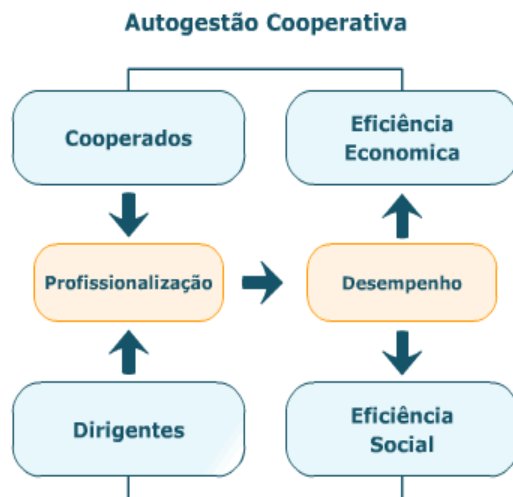 Autogestão Cooperativa
Cooperados
Eficiência
Economica
Profissionalização
Desempenho
Dirigentes
Eficiência
Social